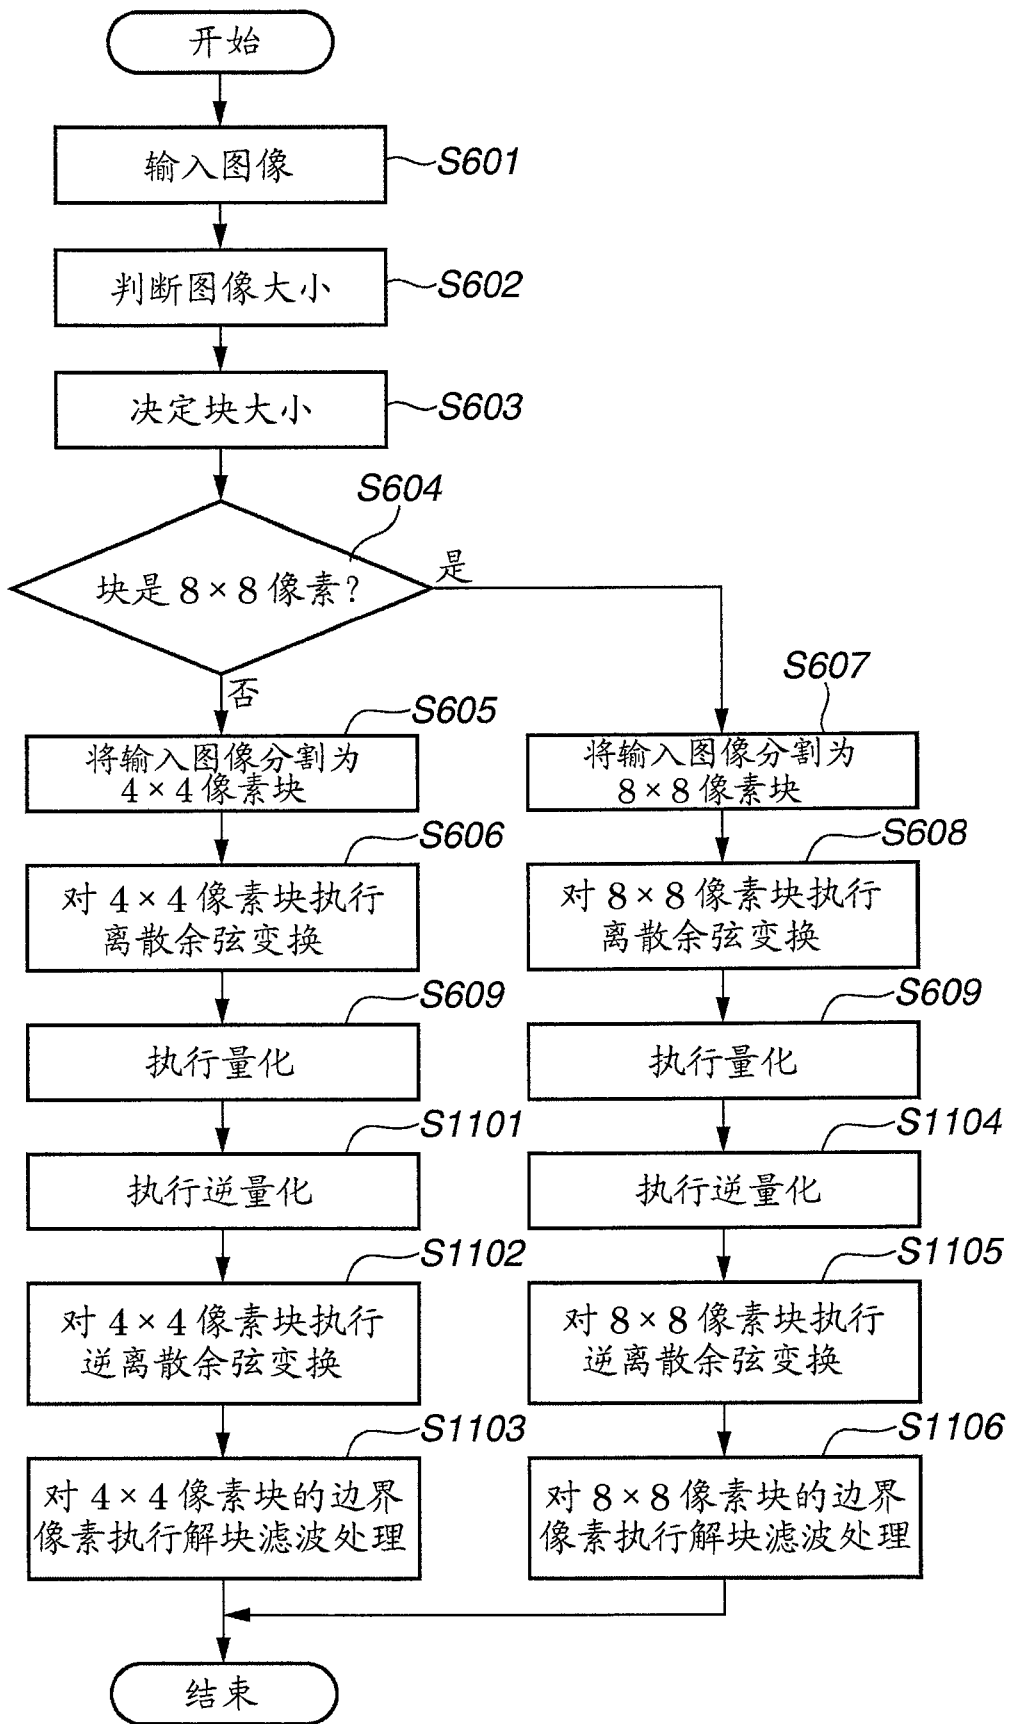 开始
输入图像
S601
判断图像大小
S602
决定块大小
S603
S604
块是 8×8 像素?
是
否
S605
将输入图像分割为
4×4 像素块
S607
将输入图像分割为
8×8 像素块
S606
对 4×4 像素块执行
离散余弦变换
S608
对 8×8 像素块执行
离散余弦变换
S609
执行量化
S609
执行量化
S1101
执行逆量化
S1104
执行逆量化
S1102
对 4×4 像素块执行
逆离散余弦变换
S1105
对 8×8 像素块执行
逆离散余弦变换
S1103
对 4×4 像素块的边界
像素执行解块滤波处理
S1106
对 8×8 像素块的边界
像素执行解块滤波处理
结束